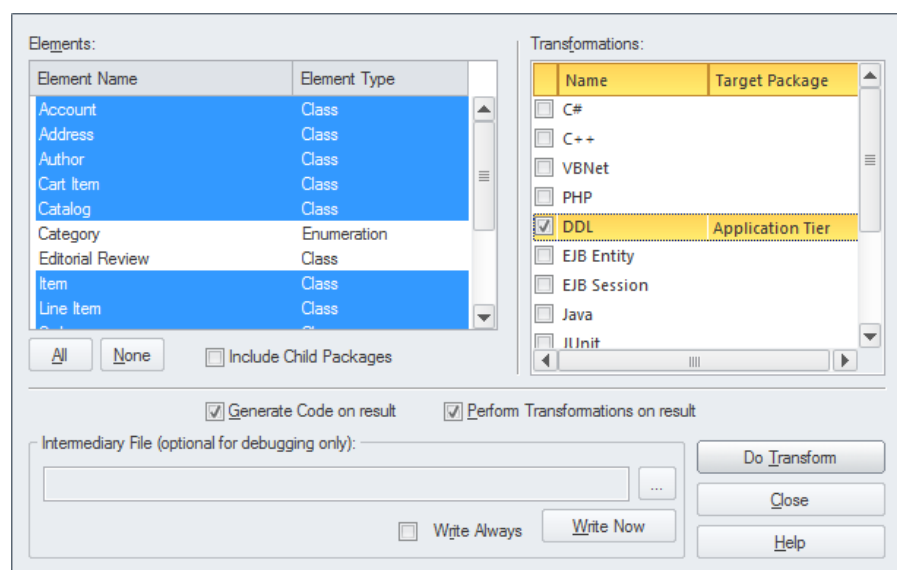 Elements:
Element Name Element Type
Account Class
Address Class
Author Class
Cart Item Class
Catalog Class
Category Enumeration
Editorial Review Class
Item Class
Line Item Class
All None Include Child Packages
Transformations:
Name Target Package
C#
C++
VBNet
PHP
DDL Application Tier
EJB Entity
EJB Session
Java
JUnit
Generate Code on result Perform Transformations on result
Intermediary File (optional for debugging only):
...
Write Always Write Now
Do Transform
Close
Help